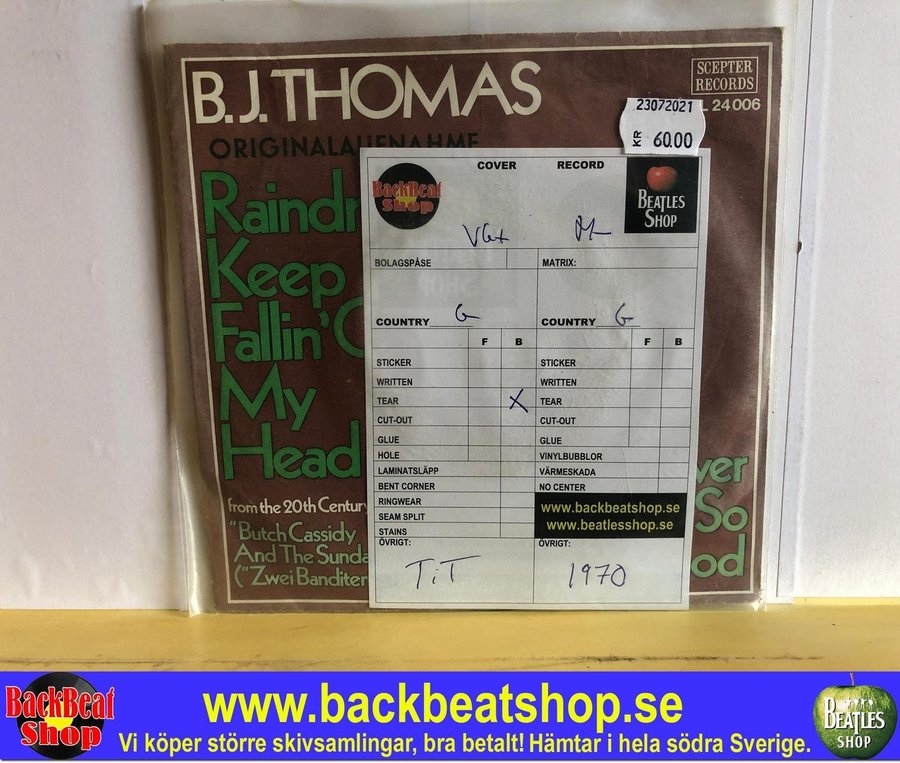 B.J. THOMAS
SCEPTER
RECORDS
L 24 006
23072021
KR 60.00
ORIGINALAUFNAHME
Raindr
Keep
Fallin' O
My
Head
from the 20th Century
"Butch Cassidy
And The Sunda
("Zwei Banditen
ver
So
od
COVER RECORD
BackBeat
Shop
BEATLES
SHOP
VG+ M-
BOLAGSPÅSE MATRIX:
COUNTRY G COUNTRY G
F B F B
STICKER STICKER
WRITTEN WRITTEN
TEAR X TEAR
CUT-OUT CUT-OUT
GLUE GLUE
HOLE VINYLBUBBLOR
LAMINATSLÄPP VÄRMESKADA
BENT CORNER NO CENTER
RINGWEAR
SEAM SPLIT
STAINS
www.backbeatshop.se
www.beatlesshop.se
ÖVRIGT: ÖVRIGT:
TiT 1970
BackBeat
Shop
www.backbeatshop.se
Vi köper större skivsamlingar, bra betalt! Hämtar i hela södra Sverige.
BEATLES
SHOP